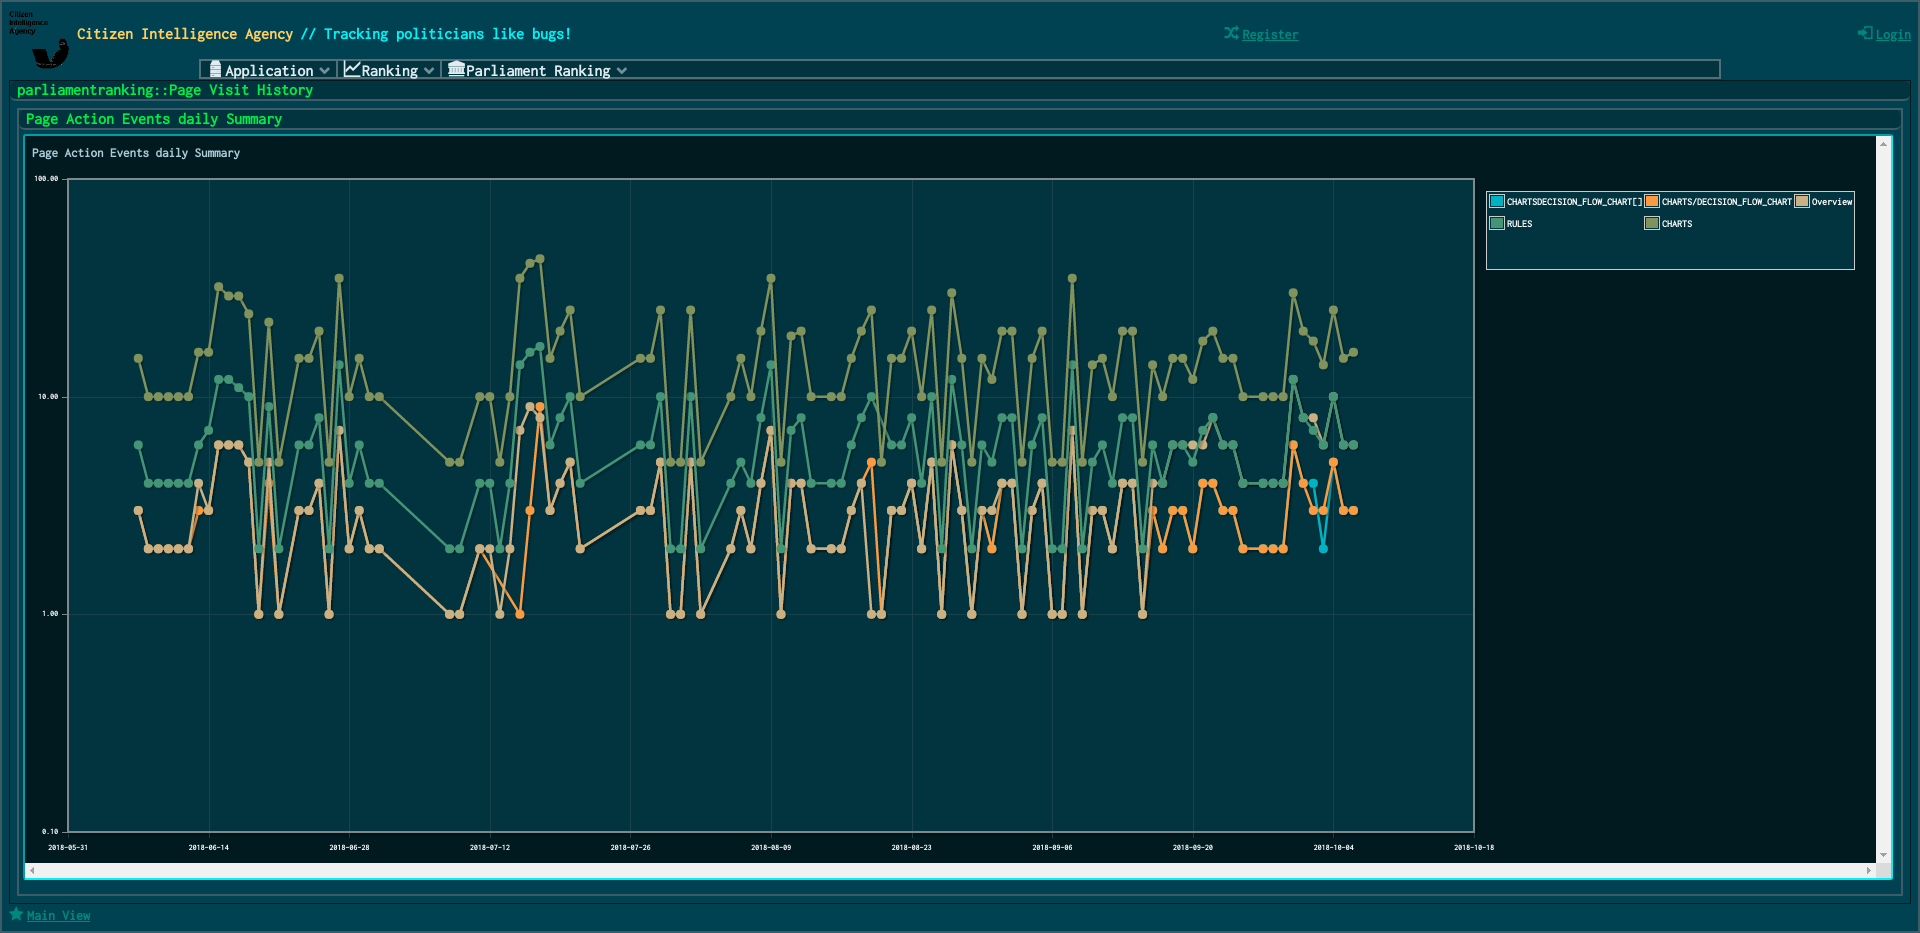 Citizen
Intelligence
Agency
Citizen Intelligence Agency // Tracking politicians like bugs!
Register
Login
Application
Ranking
Parliament Ranking
parliamentranking::Page Visit History
Page Action Events daily Summary
Page Action Events daily Summary
100.00
10.00
1.00
0.10
2018-05-31
2018-06-14
2018-06-28
2018-07-12
2018-07-26
2018-08-09
2018-08-23
2018-09-06
2018-09-20
2018-10-04
2018-10-18
CHARTSDECISION_FLOW_CHART[]
CHARTS/DECISION_FLOW_CHART
Overview
RULES
CHARTS
Main View